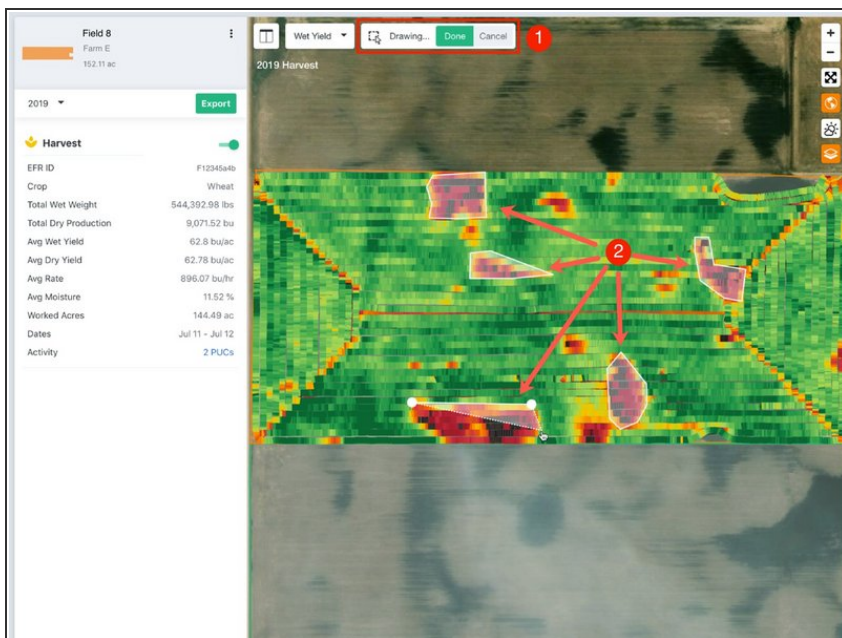 Field 8
Farm E
152.11 ac
2019
Export
Harvest
EFR ID F12345a4b
Crop Wheat
Total Wet Weight 544,392.98 lbs
Total Dry Production 9,071.52 bu
Avg Wet Yield 62.8 bu/ac
Avg Dry Yield 62.78 bu/ac
Avg Rate 896.07 bu/hr
Avg Moisture 11.52 %
Worked Acres 144.49 ac
Dates Jul 11 - Jul 12
Activity 2 PUCs
Wet Yield Drawing... Done Cancel 1
2019 Harvest
+
−
2